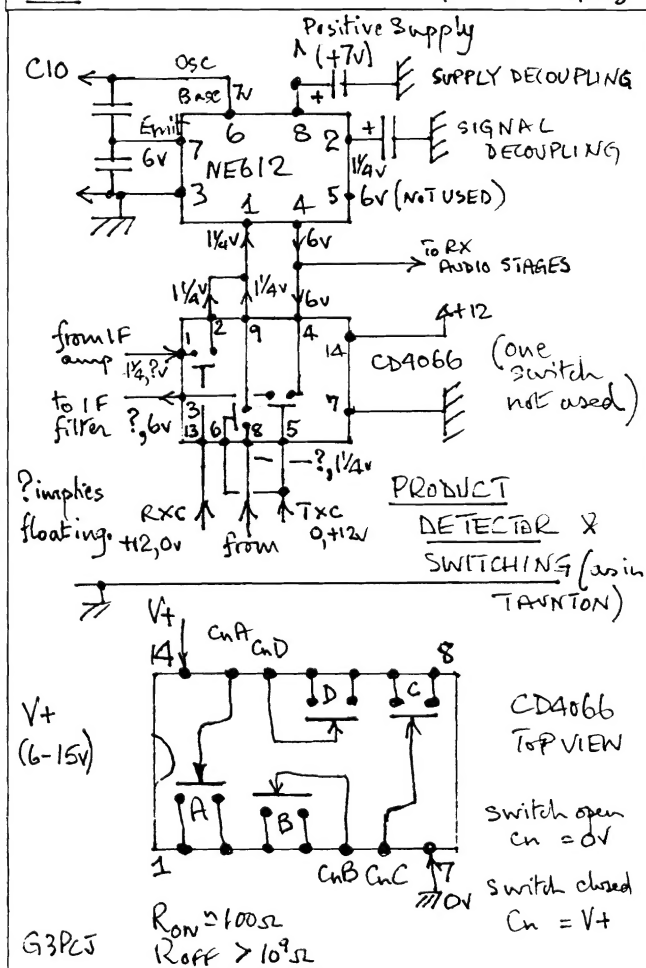 Positive Supply
(+7v)
C10
Osc
Base 7v
+
SUPPLY DECOUPLING
Emit
6v
7
6
8
2
+
SIGNAL
DECOUPLING
NE612
1¼v
3
5
6v (NOT USED)
1
4
1¼v
6v
To RX
AUDIO STAGES
1¼v
1¼v
6v
+12
2
9
4
14
from IF
amp
1
1¼,?v
CD4066
(one
switch
not used)
to IF
filter
?,6v
3
7
13
6
8
5
?,1¼v
? implies
floating.
RXC
+12,0v
from
TXC
0,+12v
PRODUCT
DETECTOR &
SWITCHING (as in
TAUNTON)
V+
14
CnA
CnD
8
V+
(6-15v)
D
C
CD4066
TOP VIEW
A
B
switch open
Cn = 0V
1
CnB
CnC
7
0v
switch closed
Cn = V+
G3PCJ
RON ≈ 100Ω
ROFF > 10⁹Ω